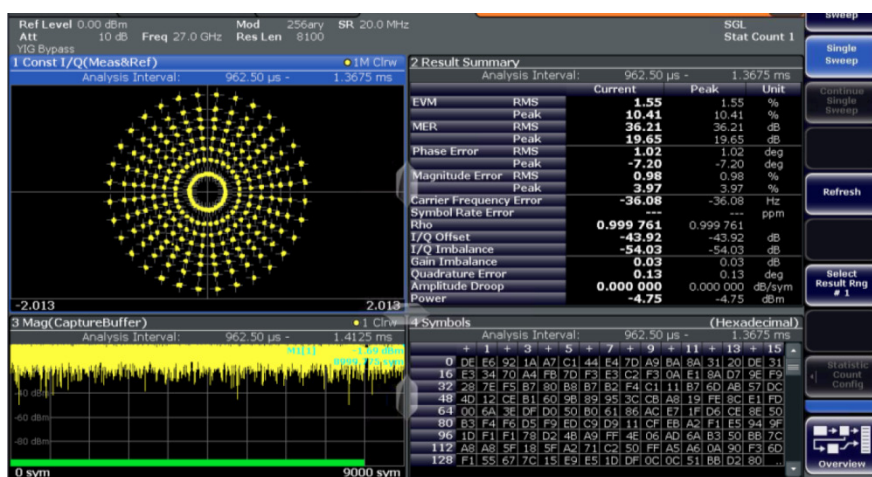 Ref Level 0.00 dBm Mod 256ary SR 20.0 MHz SGL
Att 10 dB Freq 27.0 GHz Res Len 8100 Stat Count 1
YIG Bypass
1 Const I/Q(Meas&Ref) 1M Clrw
Analysis Interval: 962.50 µs - 1.3675 ms
-2.013 2.013
2 Result Summary
Analysis Interval: 962.50 µs - 1.3675 ms
Current Peak Unit
EVM RMS 1.55 1.55 %
Peak 10.41 10.41 %
MER RMS 36.21 36.21 dB
Peak 19.65 19.65 dB
Phase Error RMS 1.02 1.02 deg
Peak -7.20 -7.20 deg
Magnitude Error RMS 0.98 0.98 %
Peak 3.97 3.97 %
Carrier Frequency Error -36.08 -36.08 Hz
Symbol Rate Error --- --- ppm
Rho 0.999 761 0.999 761
I/Q Offset -43.92 -43.92 dB
I/Q Imbalance -54.03 -54.03 dB
Gain Imbalance 0.03 0.03 dB
Quadrature Error 0.13 0.13 deg
Amplitude Droop 0.000 000 0.000 000 dB/sym
Power -4.75 -4.75 dBm
3 Mag(CaptureBuffer) 1 Clrw
Analysis Interval: 962.50 µs - 1.4125 ms
M1[1] -1.69 dBm
-40 dBm
-60 dBm
-80 dBm
0 sym 9000 sym
4 Symbols (Hexadecimal)
Analysis Interval: 962.50 µs - 1.3675 ms
+ 1 + 3 + 5 + 7 + 9 + 11 + 13 + 15
0 DE E6 92 1A A7 C1 44 E4 7D A9 BA 8A 31 20 DE 31
16 E3 34 70 A4 FB 7D F3 E3 C2 F3 0A E1 8A D7 9E F9
32 28 7E F5 B7 80 B8 B7 B2 F4 C1 11 B7 6D AB 57 DC
48 4D 12 CE B1 60 9B 89 95 3C CB A8 19 FE 8C E1 FD
64 00 6A 3E DF D0 50 B0 61 86 AC E7 1F D6 CE 8E 50
80 B3 F4 F6 D5 F9 ED C9 D9 11 CF EB A2 F1 E5 94 9F
96 1D F1 F1 78 D2 4B A9 FF 4E 06 AD 6A B3 50 BB 7C
112 A8 A8 5F 18 5F A2 71 C2 50 FF A5 A6 0A 90 F3 6D
128 F1 55 67 7C 15 E9 E5 1D DF 0C 0C 51 BB D2 80 ..
Sweep
Single
Sweep
Continue
Single
Sweep
Refresh
Select
Result Rng
# 1
Statistic
Count
Config
Overview